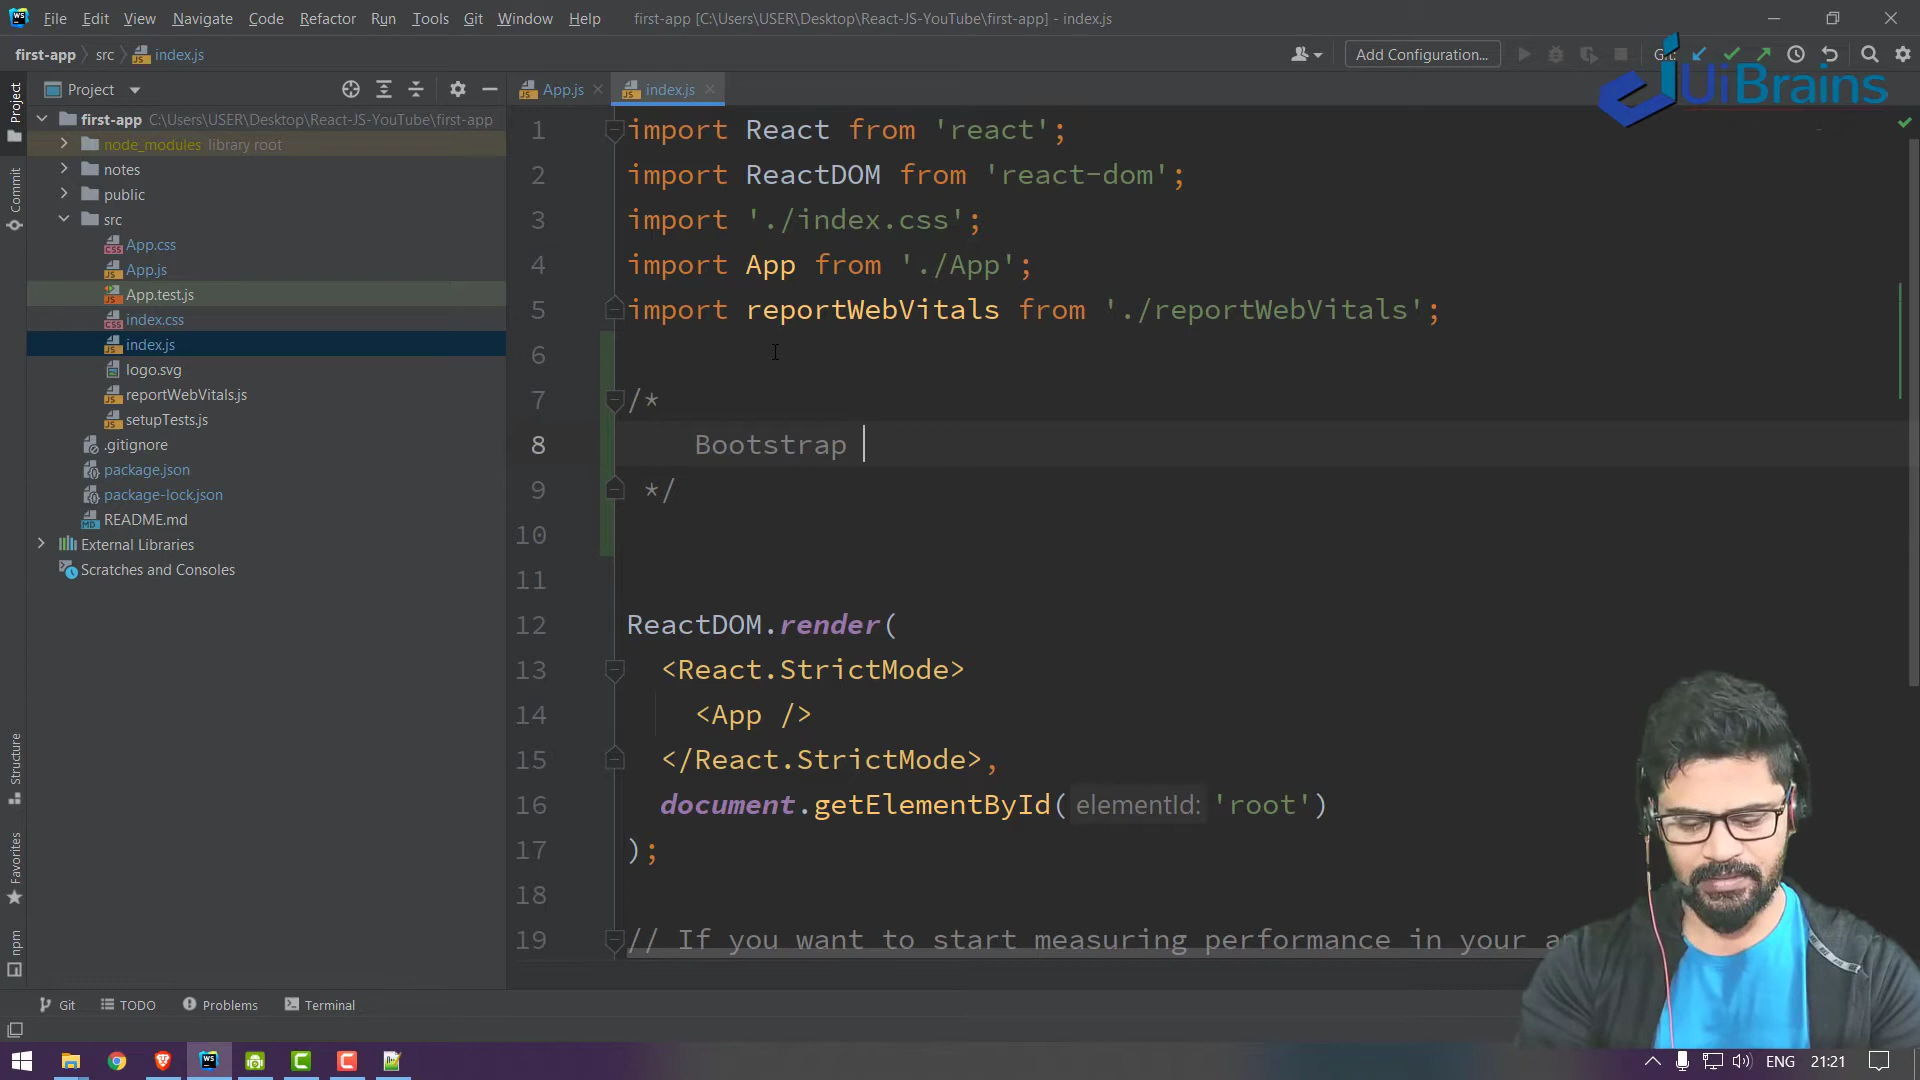 File Edit View Navigate Code Refactor Run Tools Git Window Help first-app [C:\Users\USER\Desktop\React-JS-YouTube\first-app] - index.js
first-app src index.js Add Configuration... Git:
UiBrains
Project
Project
Commit
Structure
Favorites
npm
first-app C:\Users\USER\Desktop\React-JS-YouTube\first-app
node_modules library root
notes
public
src
App.css
App.js
App.test.js
index.css
index.js
logo.svg
reportWebVitals.js
setupTests.js
.gitignore
package.json
package-lock.json
README.md
External Libraries
Scratches and Consoles
App.js index.js
1 import React from 'react';
2 import ReactDOM from 'react-dom';
3 import './index.css';
4 import App from './App';
5 import reportWebVitals from './reportWebVitals';
6
7 /*
8 Bootstrap
9 */
10
11
12 ReactDOM.render(
13 <React.StrictMode>
14 <App />
15 </React.StrictMode>,
16 document.getElementById( elementId: 'root')
17 );
18
19 // If you want to start measuring performance in your
Git TODO Problems Terminal
WS ENG 21:21